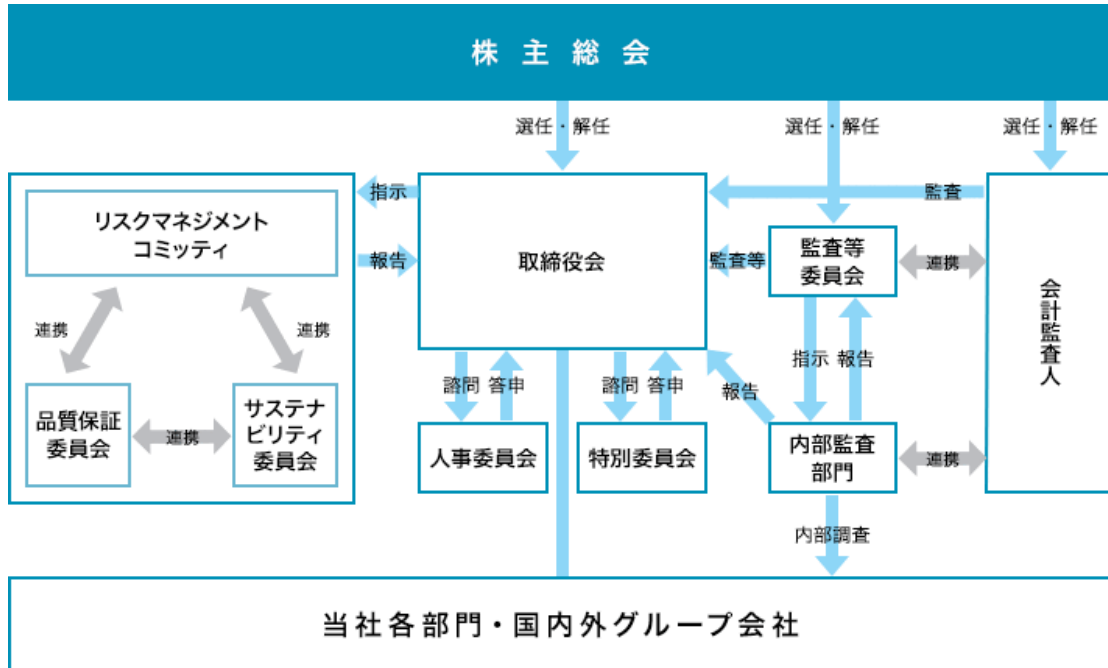 株主総会
選任・解任
選任・解任
選任・解任
リスクマネジメント
コミッティ
連携
連携
品質保証
委員会
連携
サステナ
ビリティ
委員会
指示
報告
取締役会
監査
監査等
監査等
委員会
連携
会計監査人
諮問
答申
諮問
答申
報告
指示
報告
人事委員会
特別委員会
内部監査
部門
連携
内部調査
当社各部門・国内外グループ会社